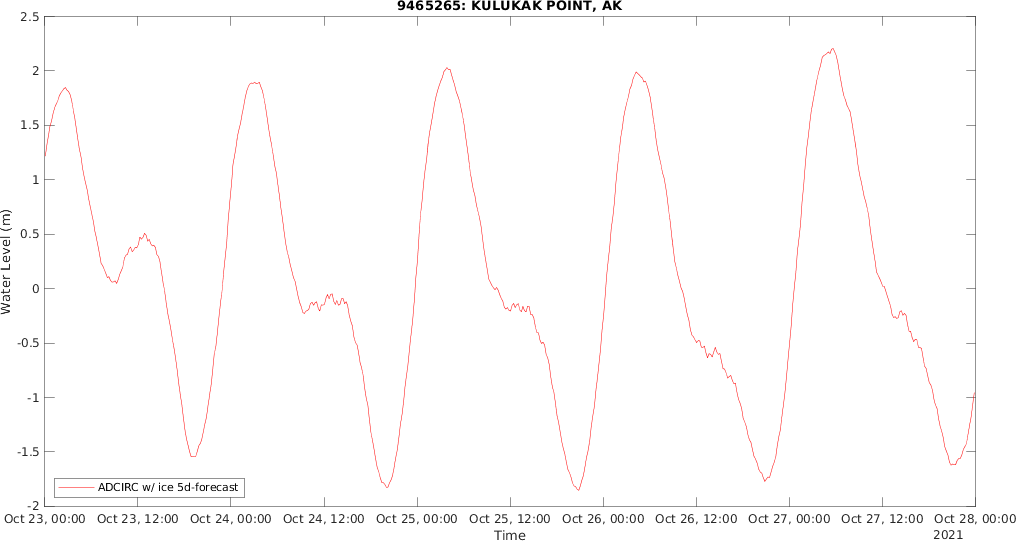 9465265: KULUKAK POINT, AK
2.5
2
1.5
1
0.5
0
-0.5
-1
-1.5
-2
Water Level (m)
ADCIRC w/ ice 5d-forecast
Oct 23, 00:00 Oct 23, 12:00 Oct 24, 00:00 Oct 24, 12:00 Oct 25, 00:00 Oct 25, 12:00 Oct 26, 00:00 Oct 26, 12:00 Oct 27, 00:00 Oct 27, 12:00 Oct 28, 00:00
Time
2021